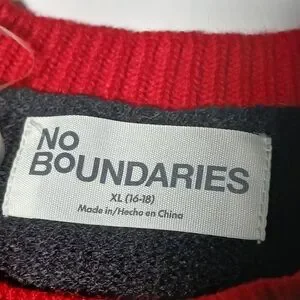 NO
BOUNDARIES
XL (16-18)
Made in/Hecho en China